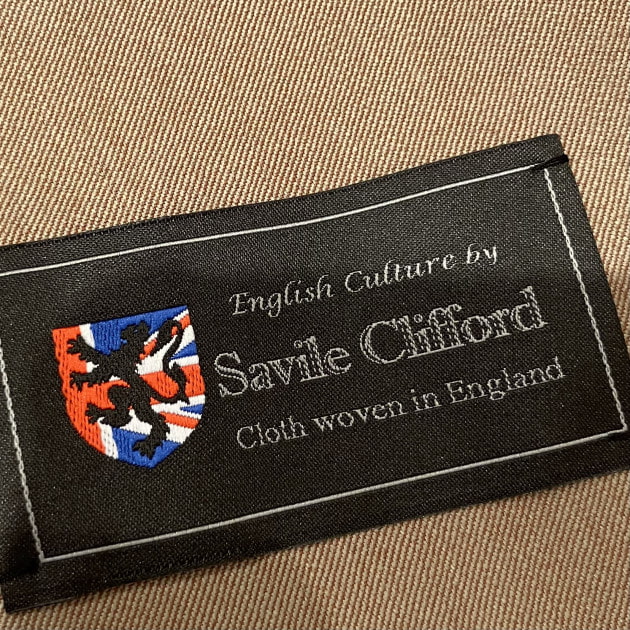 English Culture by
Savile Clifford
Cloth woven in England